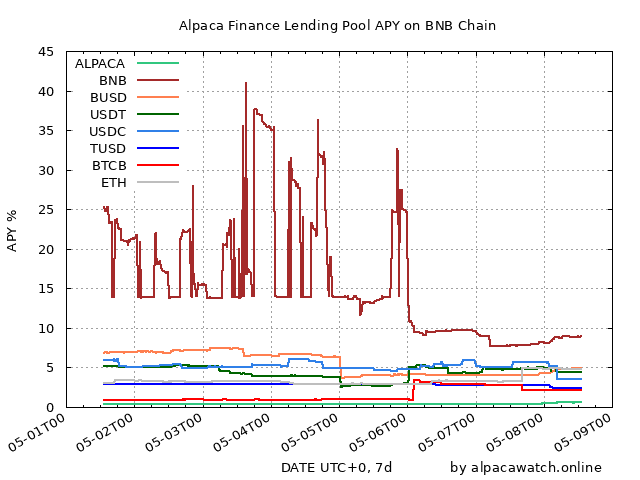 Alpaca Finance Lending Pool APY on BNB Chain
45
40
35
30
25
20
15
10
5
0
APY %
ALPACA
BNB
BUSD
USDT
USDC
TUSD
BTCB
ETH
05-01T00
05-02T00
05-03T00
05-04T00
05-05T00
05-06T00
05-07T00
05-08T00
05-09T00
DATE UTC+0, 7d
by alpacawatch.online